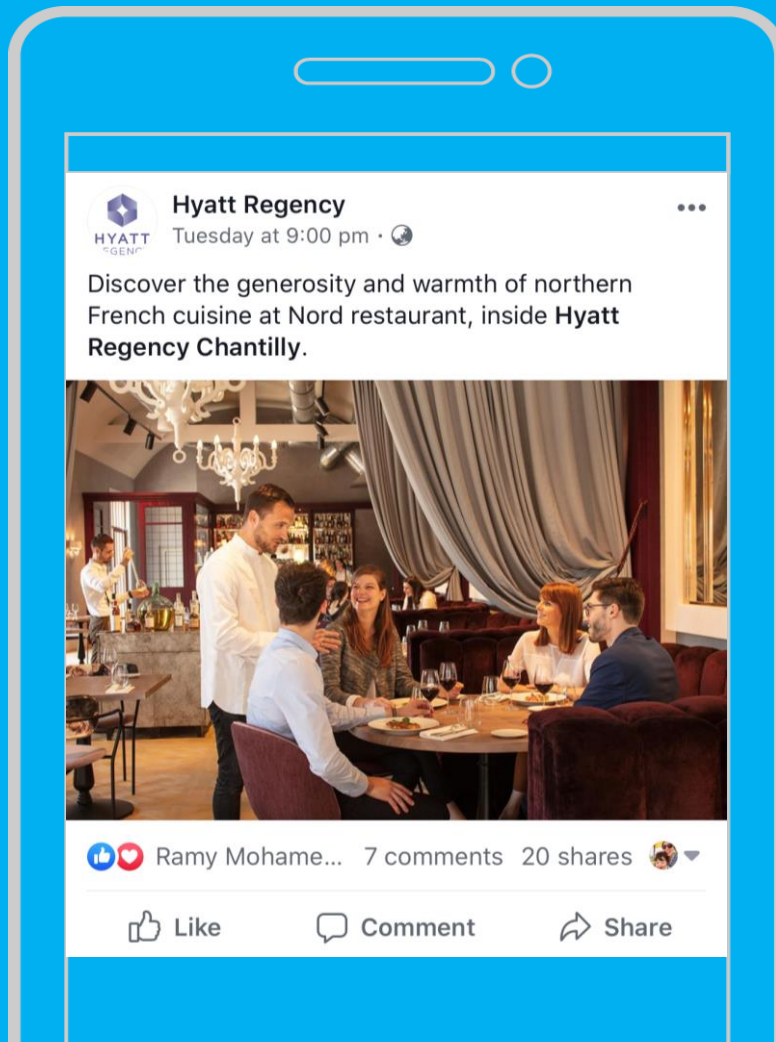 Hyatt Regency
HYATT
Tuesday at 9:00 pm ·
Discover the generosity and warmth of northern
French cuisine at Nord restaurant, inside Hyatt
Regency Chantilly.
Ramy Mohame... 7 comments 20 shares
Like Comment Share